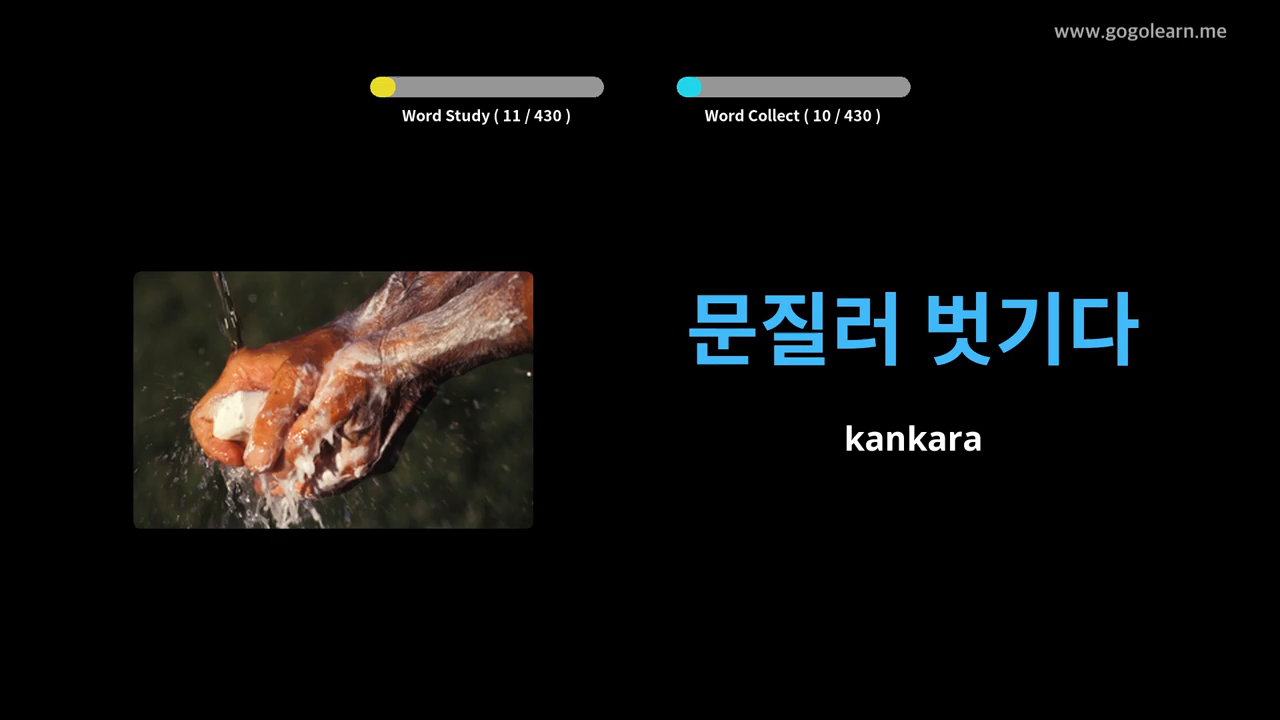 www.gogolearn.me
Word Study ( 11 / 430 )
Word Collect ( 10 / 430 )
문질러 벗기다
kankara